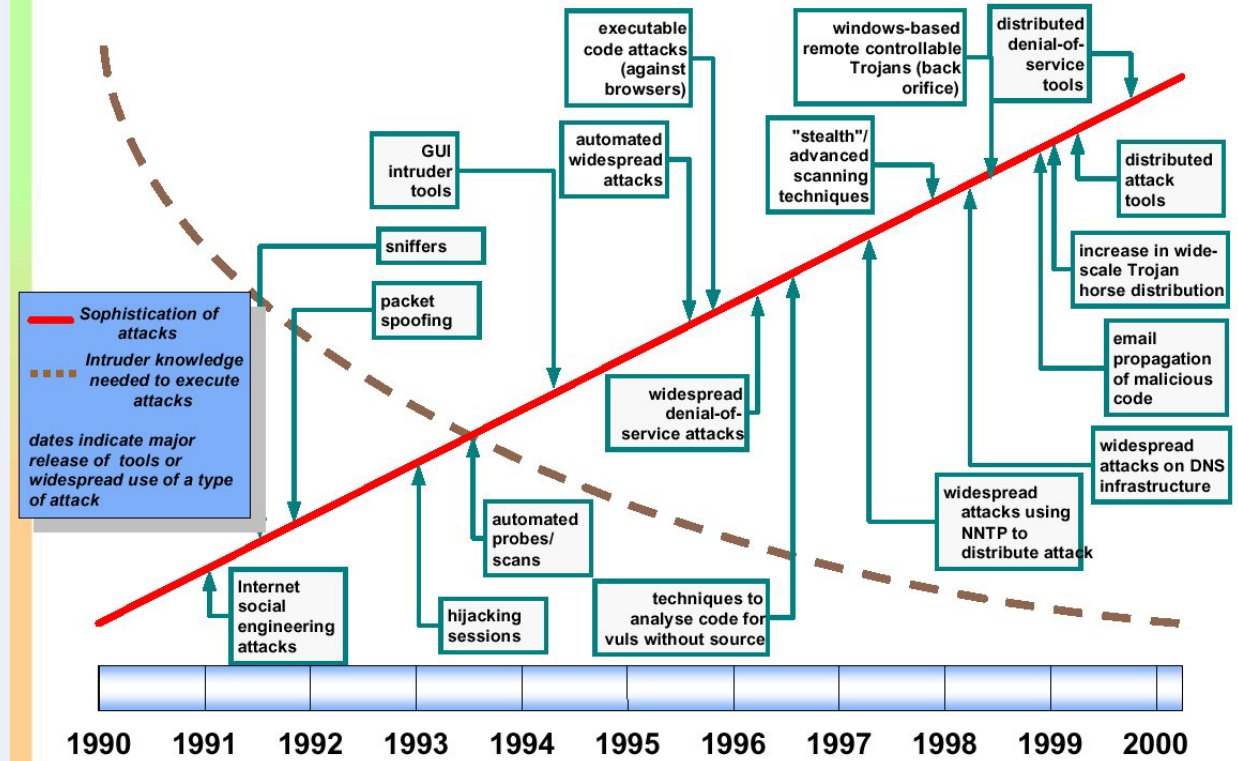 executable
code attacks
(against
browsers)
windows-based
remote controllable
Trojans (back
orifice)
distributed
denial-of-
service
tools
GUI
intruder
tools
automated
widespread
attacks
"stealth"/
advanced
scanning
techniques
distributed
attack
tools
sniffers
packet
spoofing
increase in wide-
scale Trojan
horse distribution
Sophistication of
attacks
Intruder knowledge
needed to execute
attacks
dates indicate major
release of tools or
widespread use of a type
of attack
email
propagation
of malicious
code
widespread
denial-of-
service attacks
widespread
attacks on DNS
infrastructure
widespread
attacks using
NNTP to
distribute attack
automated
probes/
scans
Internet
social
engineering
attacks
hijacking
sessions
techniques to
analyse code for
vuls without source
1990 1991 1992 1993 1994 1995 1996 1997 1998 1999 2000